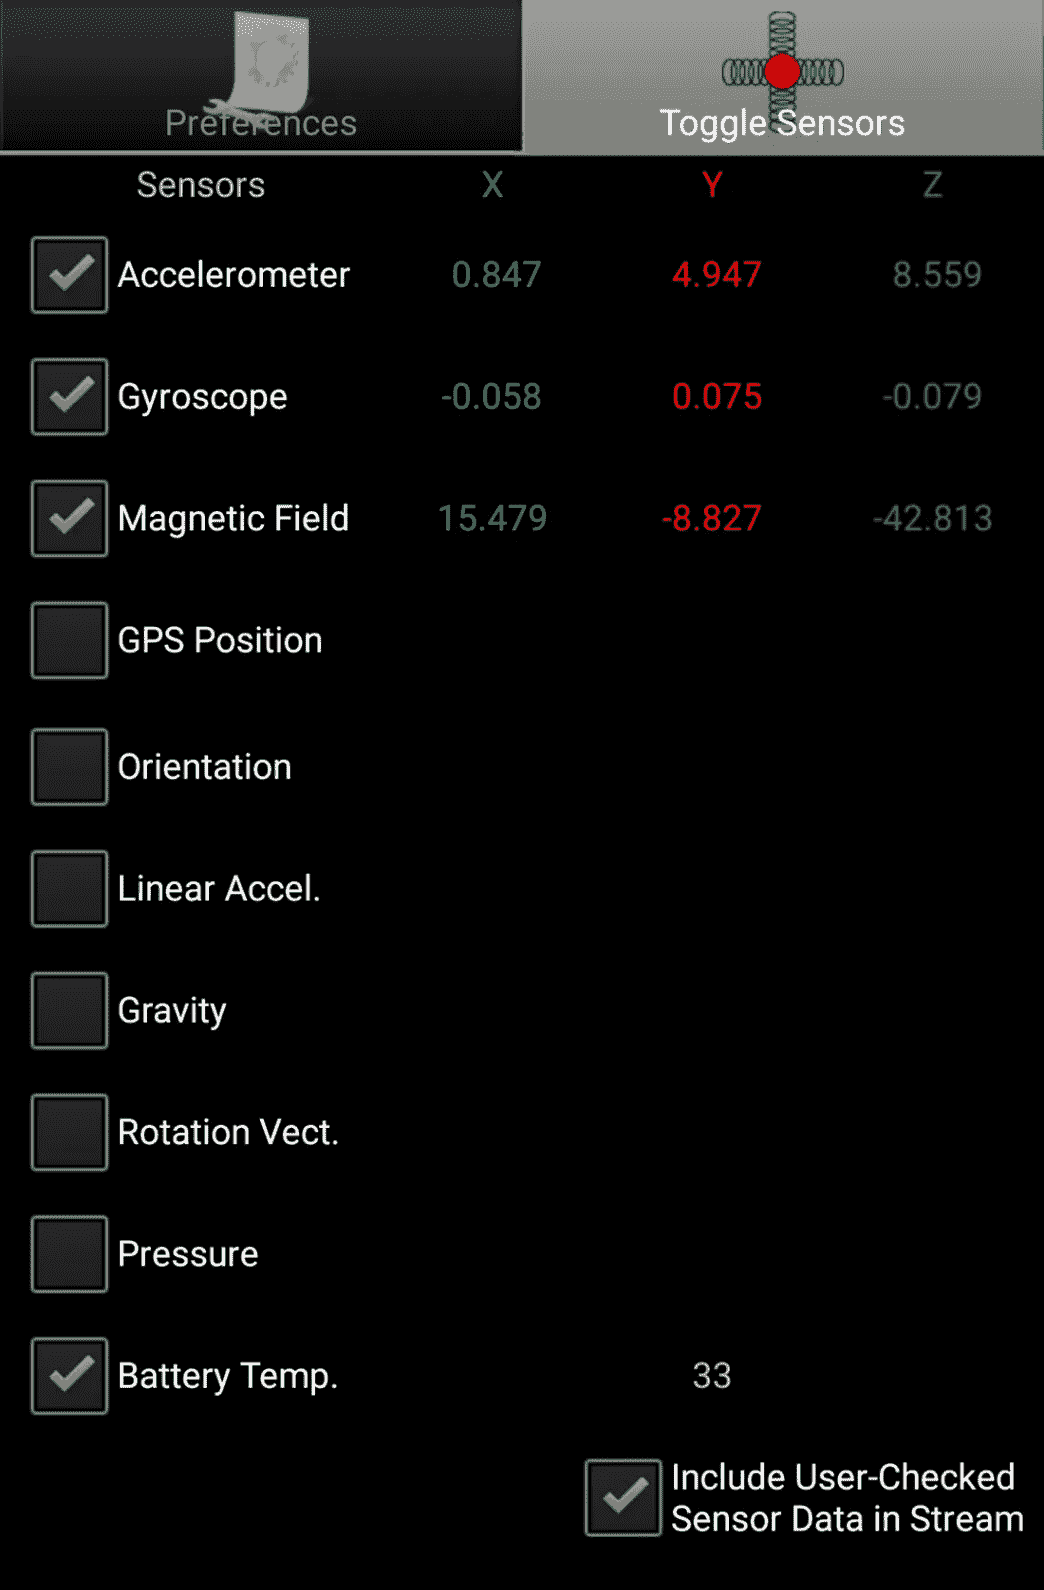 Preferences
Toggle Sensors
Sensors X Y Z
Accelerometer 0.847 4.947 8.559
Gyroscope -0.058 0.075 -0.079
Magnetic Field 15.479 -8.827 -42.813
GPS Position
Orientation
Linear Accel.
Gravity
Rotation Vect.
Pressure
Battery Temp. 33
Include User-Checked
Sensor Data in Stream